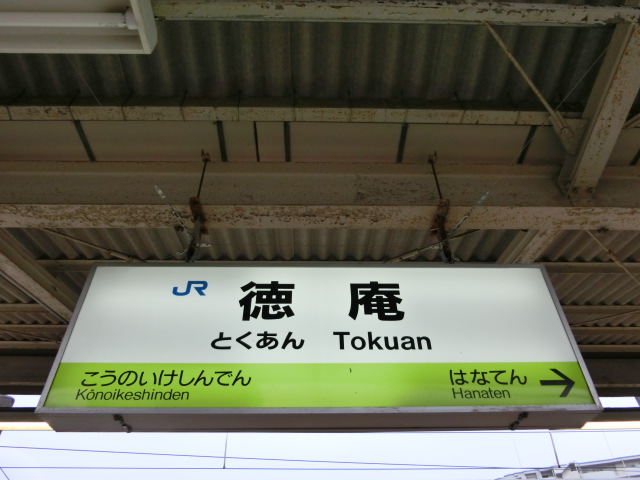 JR 徳庵
とくあん Tokuan
こうのいけしんでん はなてん →
Kōnoikeshinden Hanaten